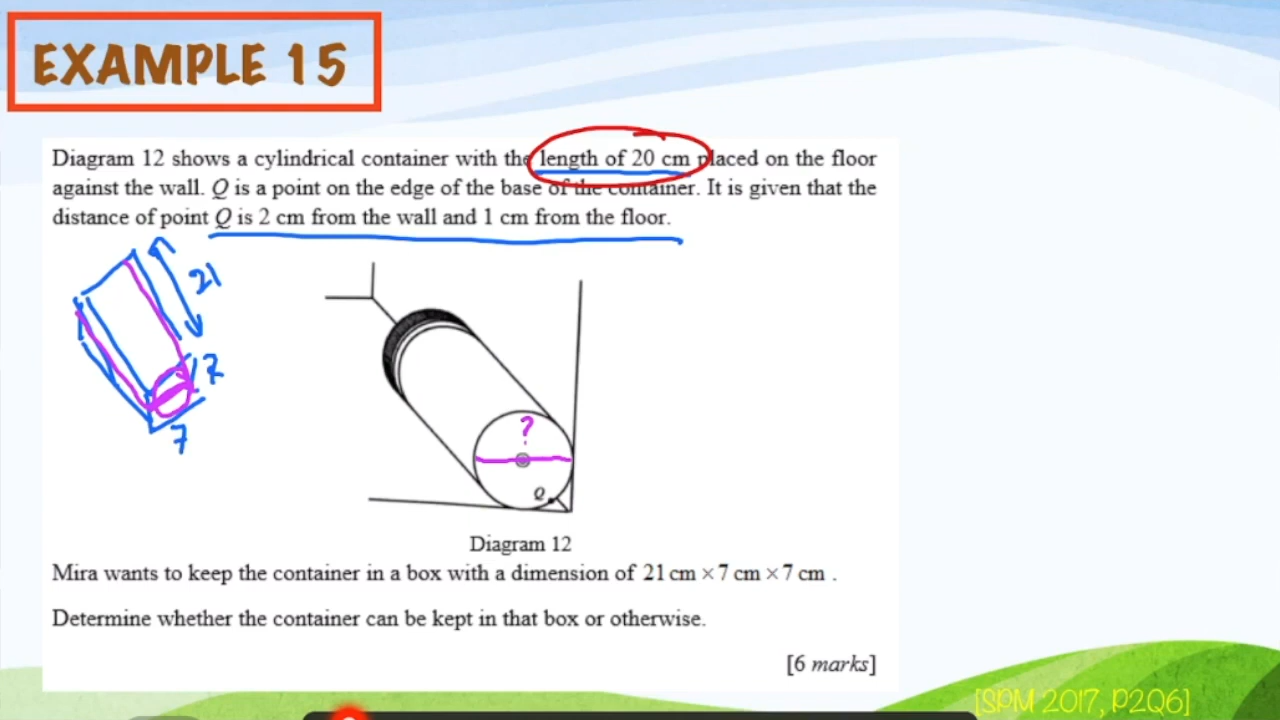 EXAMPLE 15
Diagram 12 shows a cylindrical container with the length of 20 cm placed on the floor
against the wall. Q is a point on the edge of the base of the container. It is given that the
distance of point Q is 2 cm from the wall and 1 cm from the floor.
21
7
7
?
Q
Diagram 12
Mira wants to keep the container in a box with a dimension of 21 cm × 7 cm × 7 cm .
Determine whether the container can be kept in that box or otherwise.
[6 marks]
[SPM 2017, P2Q6]